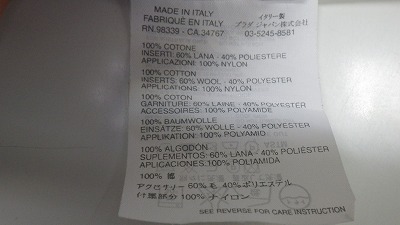 MADE IN ITALY
FABRIQUÉ EN ITALY
RN.98339 - CA.34767
イタリー製
プラダ ジャパン株式会社
03-5245-8581
100% COTONE
INSERTI: 60% LANA - 40% POLIESTERE
APPLICAZIONI: 100% NYLON
100% COTTON
INSERTS: 60% WOOL - 40% POLYESTER
APPLICATIONS: 100% NYLON
100% COTON
GARNITURE: 60% LAINE - 40% POLYESTER
ACCESSOIRES: 100% POLYAMIDE
100% BAUMWOLLE
EINSÄTZE: 60% WOLLE - 40% POLYESTER
APPLIKATION: 100% POLYAMID
100% ALGODÓN
SUPLEMENTOS: 60% LANA - 40% POLIÉSTER
APLICACIONES: 100% POLIAMIDA
100% 綿
アクセサリー 60% 毛 40% ポリエステル
付属部分 100% ナイロン
SEE REVERSE FOR CARE INSTRUCTION